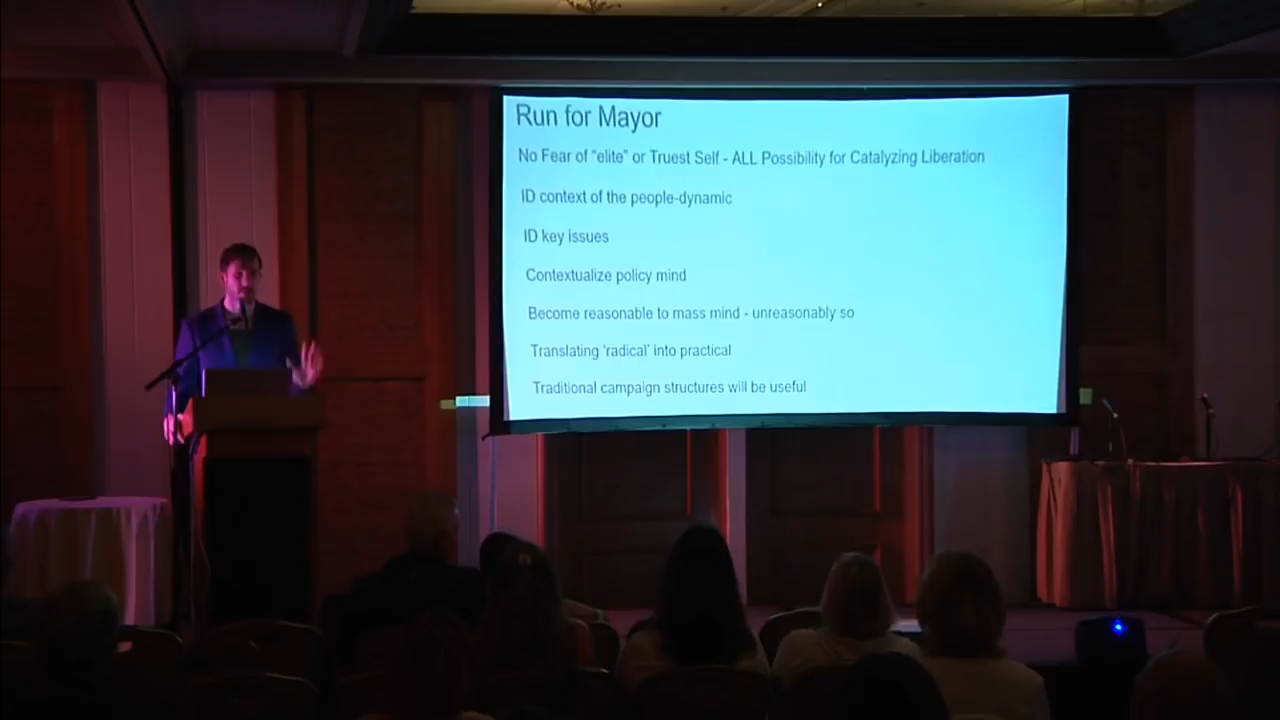 Run for Mayor
No Fear of "elite" or Truest Self - ALL Possibility for Catalyzing Liberation
ID context of the people-dynamic
ID key issues
Contextualize policy mind
Become reasonable to mass mind - unreasonably so
Translating 'radical' into practical
Traditional campaign structures will be useful